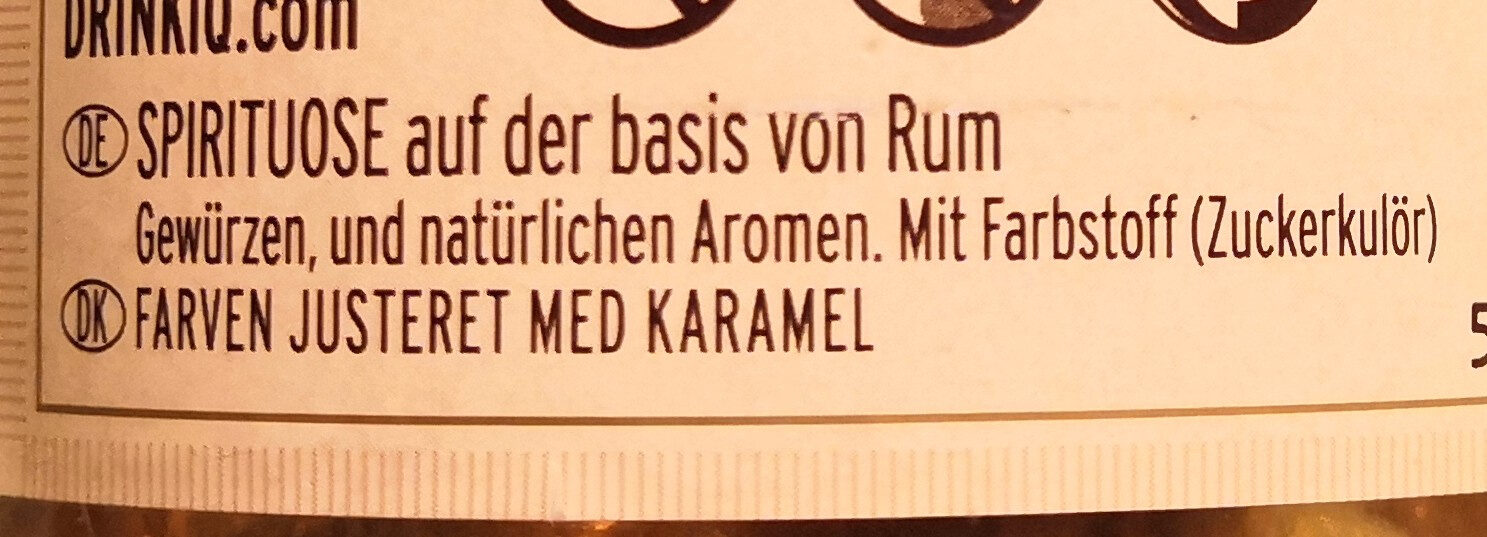 DRINKiQ.com
DE SPIRITUOSE auf der basis von Rum
Gewürzen, und natürlichen Aromen. Mit Farbstoff (Zuckerkulör)
DK FARVEN JUSTERET MED KARAMEL
5